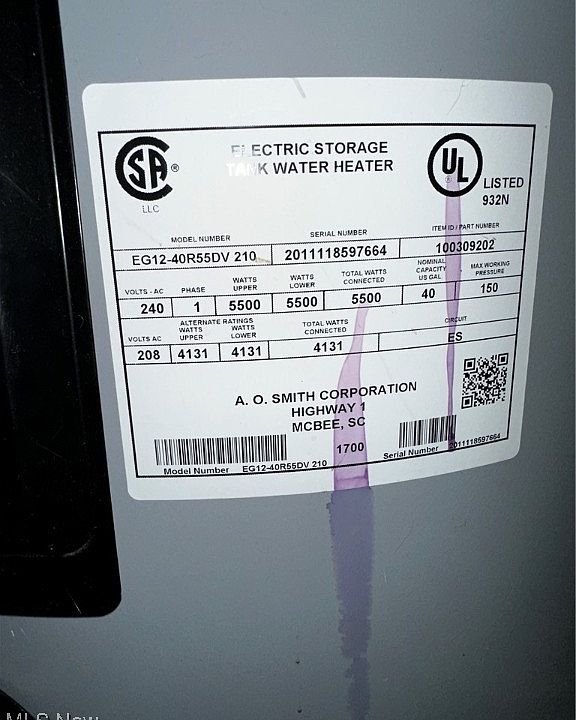 SA ®
LLC
ELECTRIC STORAGE
TANK WATER HEATER
UL ®
LISTED
932N
MODEL NUMBER SERIAL NUMBER ITEM ID / PART NUMBER
EG12-40R55DV 210 2011118597664 100309202
VOLTS - AC PHASE WATTS UPPER WATTS LOWER TOTAL WATTS CONNECTED NOMINAL CAPACITY US GAL MAX WORKING PRESSURE
240 1 5500 5500 5500 40 150
ALTERNATE RATINGS
VOLTS AC WATTS UPPER WATTS LOWER TOTAL WATTS CONNECTED CIRCUIT
208 4131 4131 4131 ES
A. O. SMITH CORPORATION
HIGHWAY 1
MCBEE, SC
1700
Model Number EG12-40R55DV 210 Serial Number 2011118597664
MLS Now